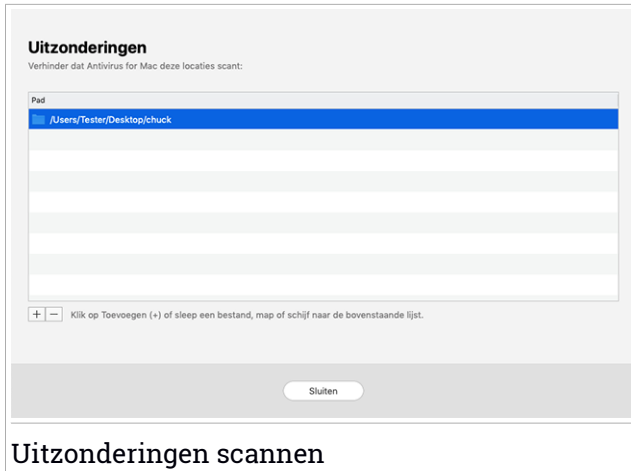 Uitzonderingen
Verhinder dat Antivirus for Mac deze locaties scant:
Pad
/Users/Tester/Desktop/chuck
+ − Klik op Toevoegen (+) of sleep een bestand, map of schijf naar de bovenstaande lijst.
Sluiten
Uitzonderingen scannen